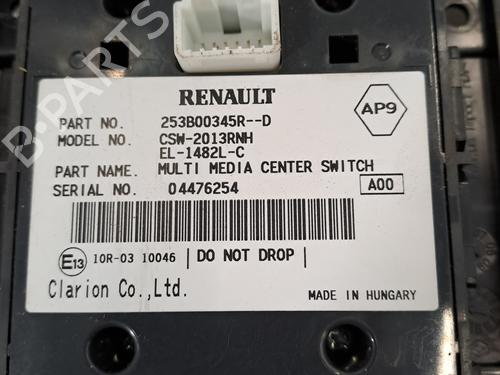 RENAULT
AP9
PART NO. 253B00345R--D
MODEL NO. CSW-2013RNH
EL-1482L-C
PART NAME. MULTI MEDIA CENTER SWITCH
SERIAL NO. 04476254 A00
E13 10R-03 10046 DO NOT DROP
Clarion Co.,Ltd. MADE IN HUNGARY
B-PARTS